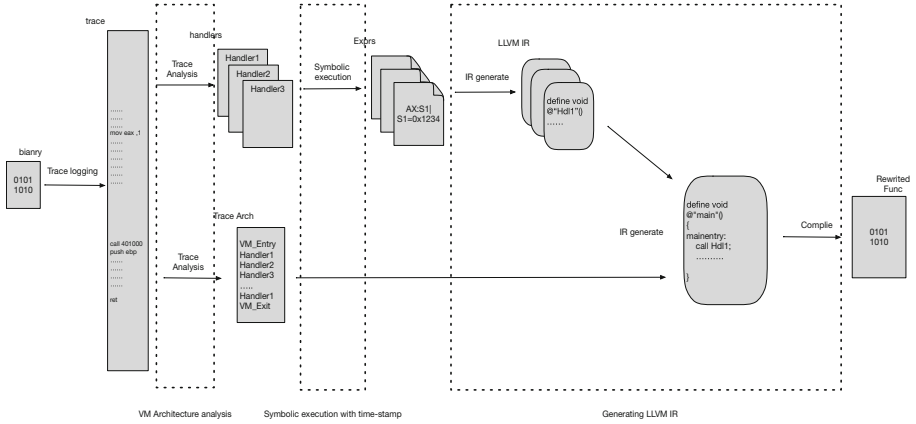 trace
handlers
Exprs
LLVM IR
Trace
Analysis
Handler1
Handler2
Handler3
Symbolic
execution
AX:S1|
S1=0x1234
IR generate
define void
@"Hdl1"()
......
......
......
......
mov eax ,1
......
......
......
......
......
......
bianry
0101
1010
Trace logging
call 401000
push ebp
......
......
......
......
ret
Trace
Analysis
Trace Arch
VM_Entry
Handler1
Handler2
Handler3
.....
Handler1
VM_Exit
IR generate
define void
@"main"()
{
mainentry:
call Hdl1;
..........
}
Complie
Rewrited
Func
0101
1010
VM Architecture analysis
Symbolic execution with time-stamp
Generating LLVM IR